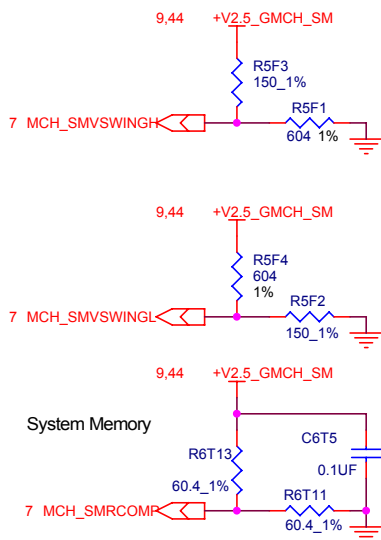 9,44 +V2.5_GMCH_SM
R5F3
150_1%
R5F1
7 MCH_SMVSWINGH
604 1%
9,44 +V2.5_GMCH_SM
R5F4
604
1%
R5F2
7 MCH_SMVSWINGL
150_1%
9,44 +V2.5_GMCH_SM
System Memory
C6T5
R6T13
0.1UF
60.4_1%
R6T11
7 MCH_SMRCOMP
60.4_1%